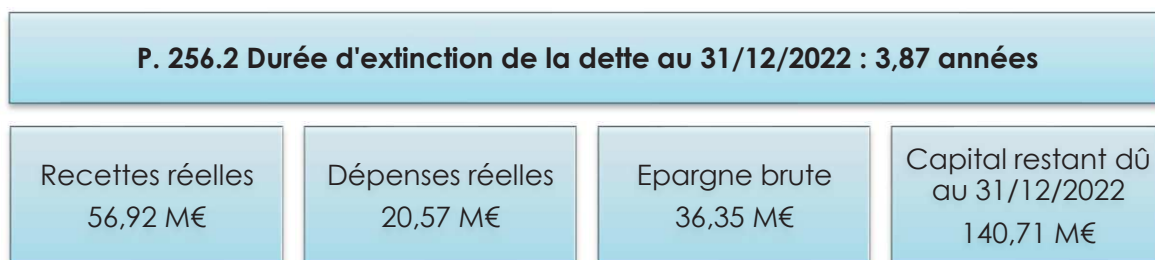 P. 256.2 Durée d'extinction de la dette au 31/12/2022 : 3,87 années
Recettes réelles
56,92 M€
Dépenses réelles
20,57 M€
Epargne brute
36,35 M€
Capital restant dû
au 31/12/2022
140,71 M€